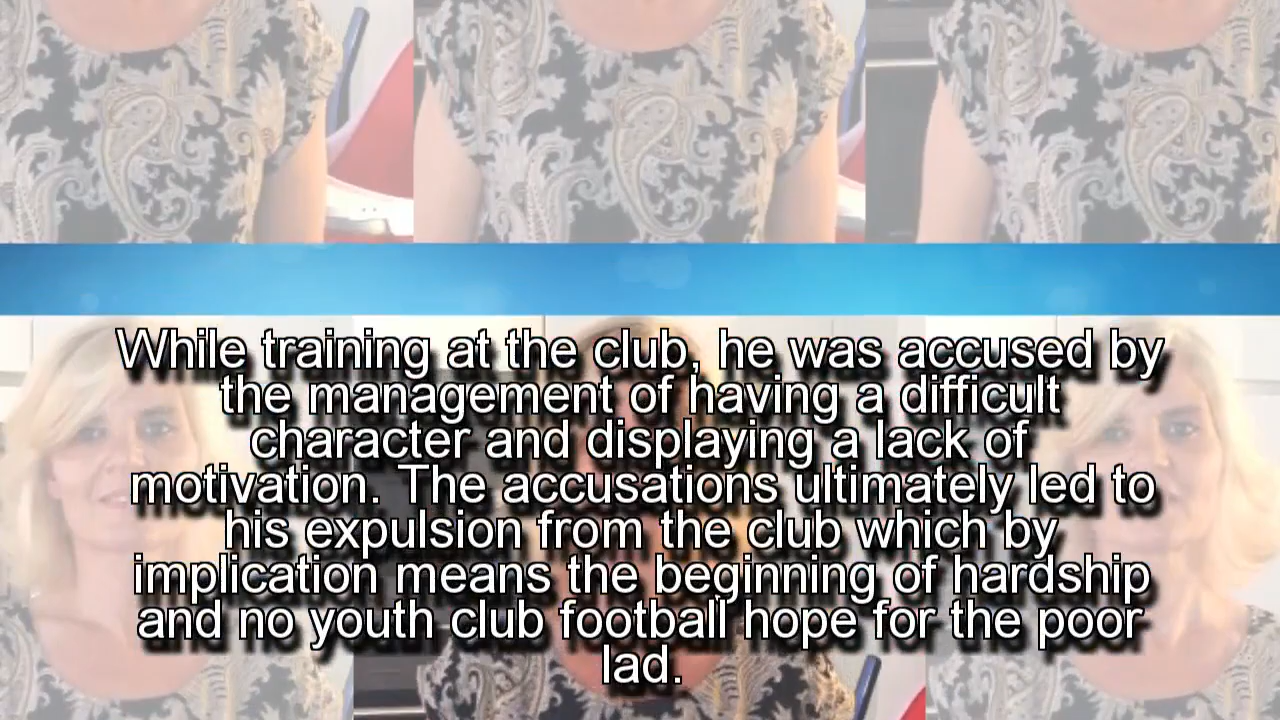 While training at the club, he was accused by
the management of having a difficult
character and displaying a lack of
motivation. The accusations ultimately led to
his expulsion from the club which by
implication means the beginning of hardship
and no youth club football hope for the poor
lad.